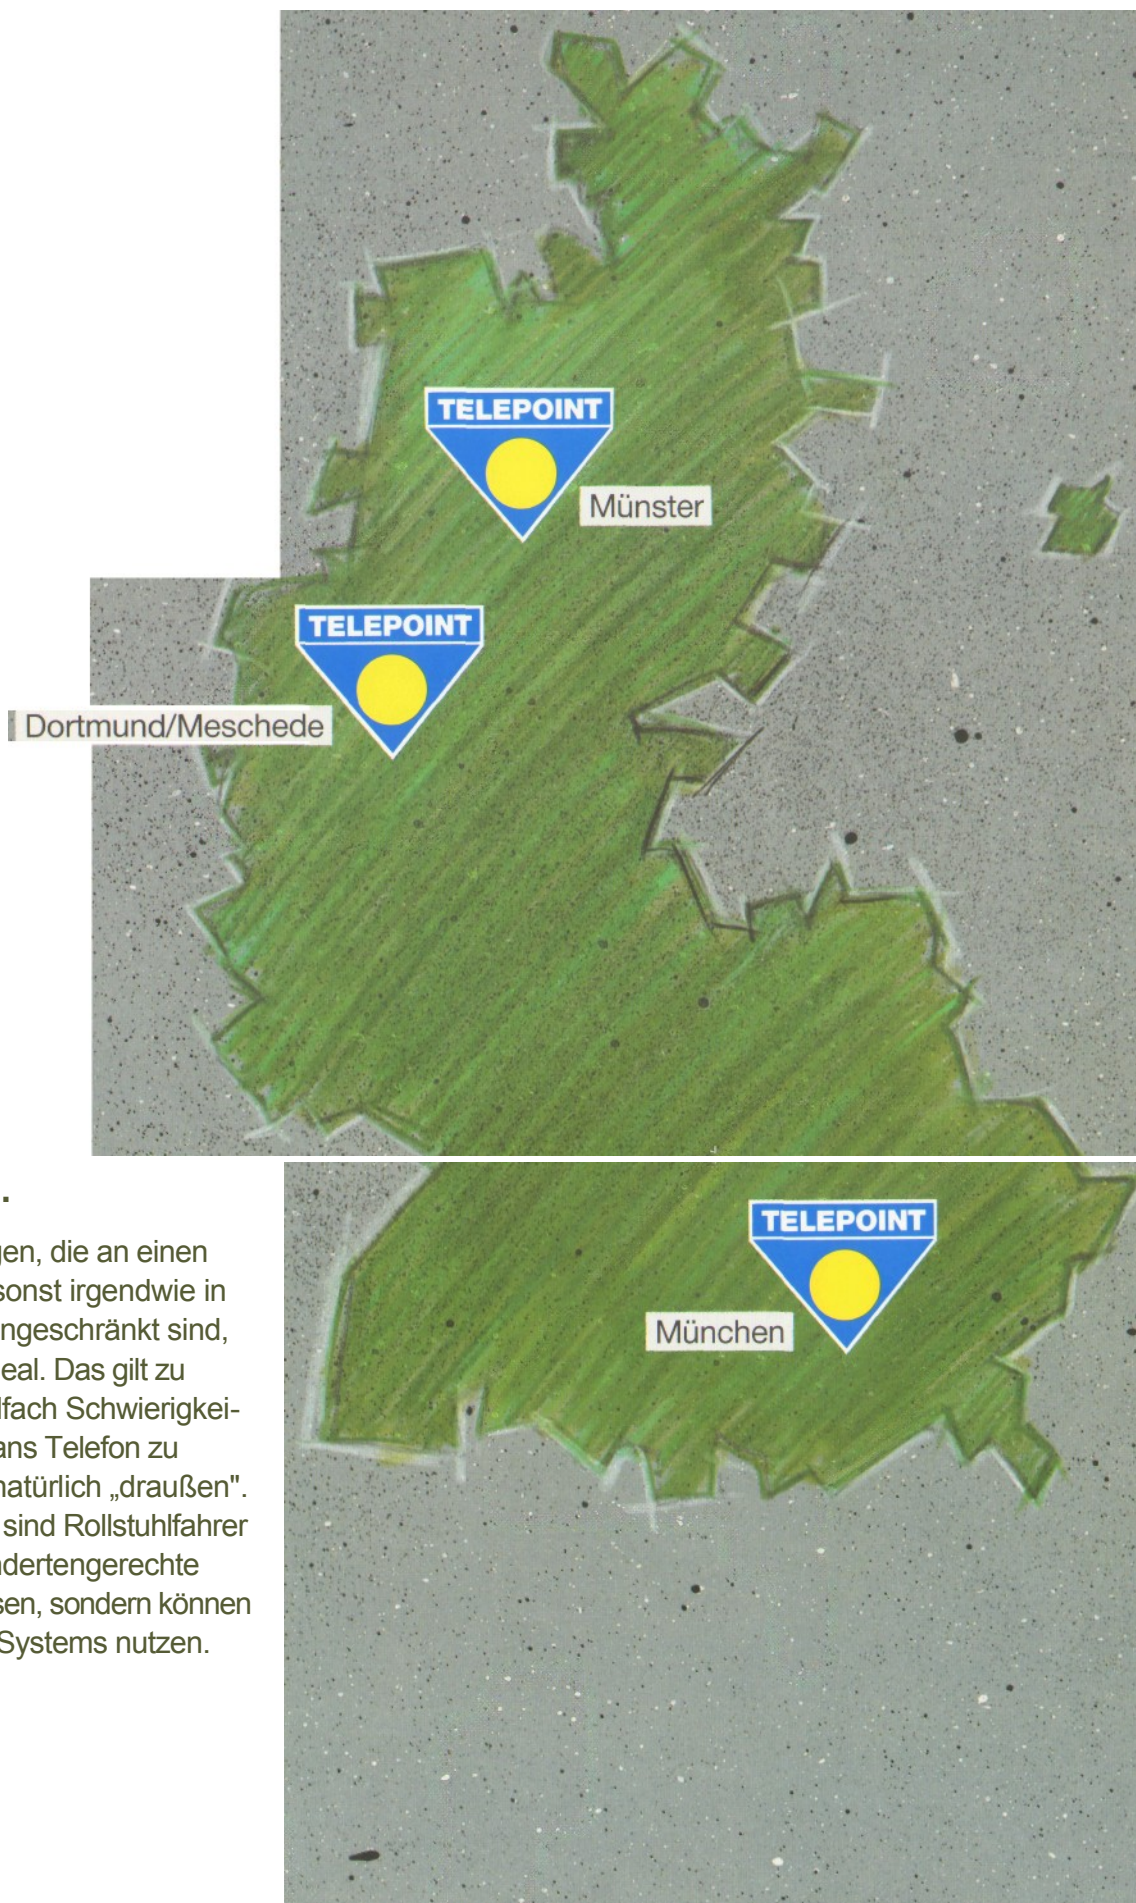 TELEPOINT
Münster
TELEPOINT
Dortmund/Meschede
TELEPOINT
München
.
gen, die an einen
sonst irgendwie in
ngeschränkt sind,
eal. Das gilt zu
lfach Schwierigkei-
ans Telefon zu
natürlich „draußen".
sind Rollstuhlfahrer
ndertengerechte
sen, sondern können
Systems nutzen.